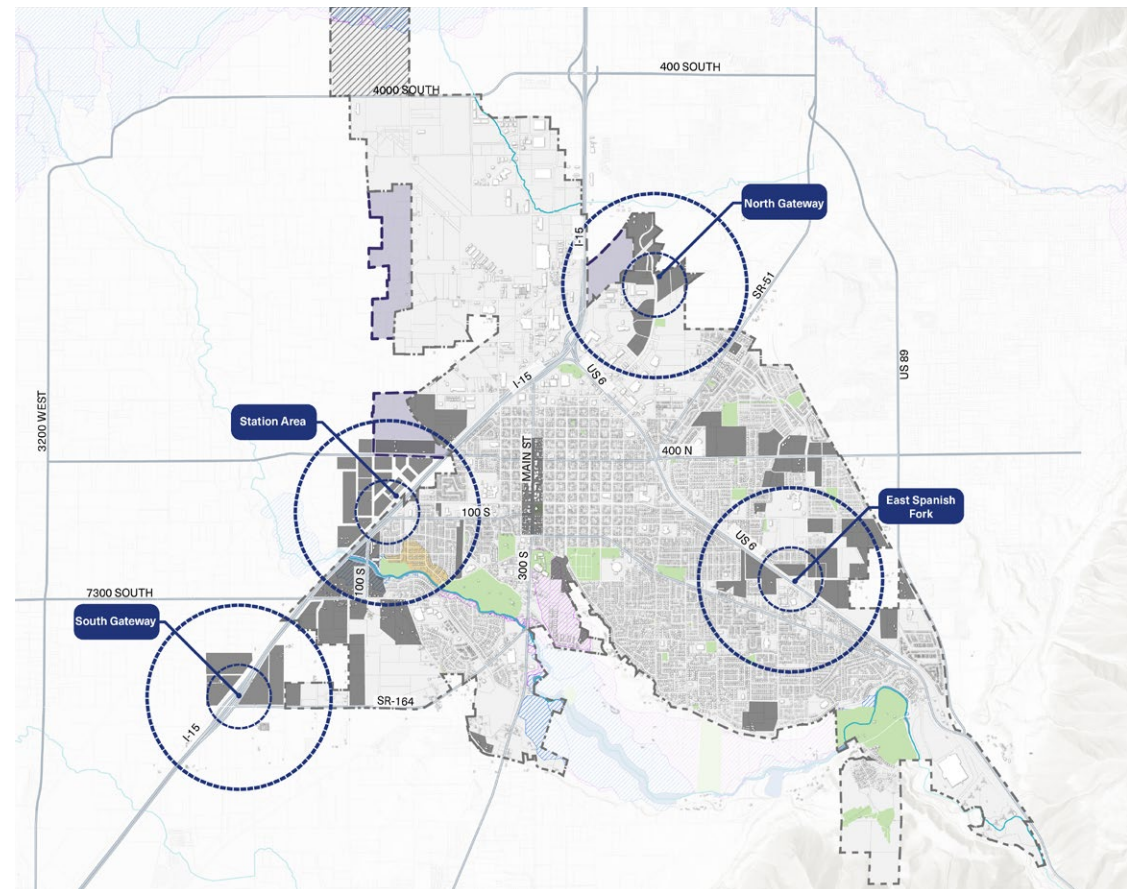 400 SOUTH
4000 SOUTH
North Gateway
I-15
SR-51
US 89
3200 WEST
I-15
US 6
Station Area
MAIN ST
400 N
100 S
East Spanish
Fork
US 6
300 S
100 S
7300 SOUTH
South Gateway
SR-164
I-15